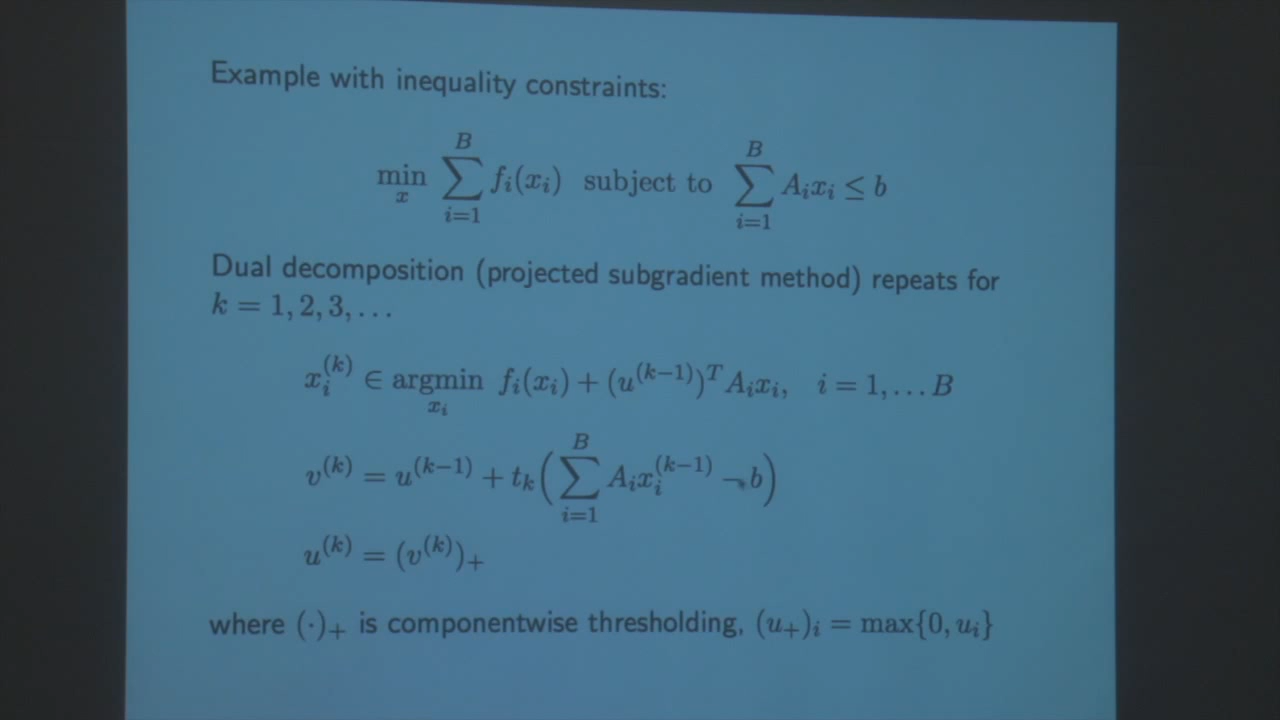 Example with inequality constraints:
min_x ∑_{i=1}^{B} f_i(x_i) subject to ∑_{i=1}^{B} A_i x_i ≤ b
Dual decomposition (projected subgradient method) repeats for
k = 1, 2, 3, . . .
x_i^{(k)} ∈ argmin_{x_i} f_i(x_i) + (u^{(k−1)})^T A_i x_i, i = 1, . . . B
v^{(k)} = u^{(k−1)} + t_k(∑_{i=1}^{B} A_i x_i^{(k−1)} − b)
u^{(k)} = (v^{(k)})_+
where (·)_+ is componentwise thresholding, (u_+)_i = max{0, u_i}